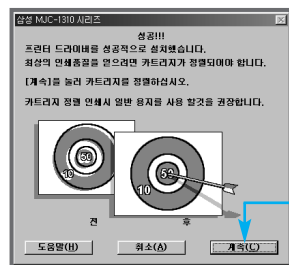 삼성 MJC-1310 시리즈
성공!!!
프린터 드라이버를 성공적으로 설치했습니다.
최상의 인쇄품질을 얻으려면 카트리지가 정렬되어야 합니다.
[계속]을 눌러 카트리지를 정렬하십시오.
카트리지 정렬 인쇄시 일반 용지를 사용 할것을 권장합니다.
50
10
50
10
전
후
도움말(H)
취소(A)
계속(C)